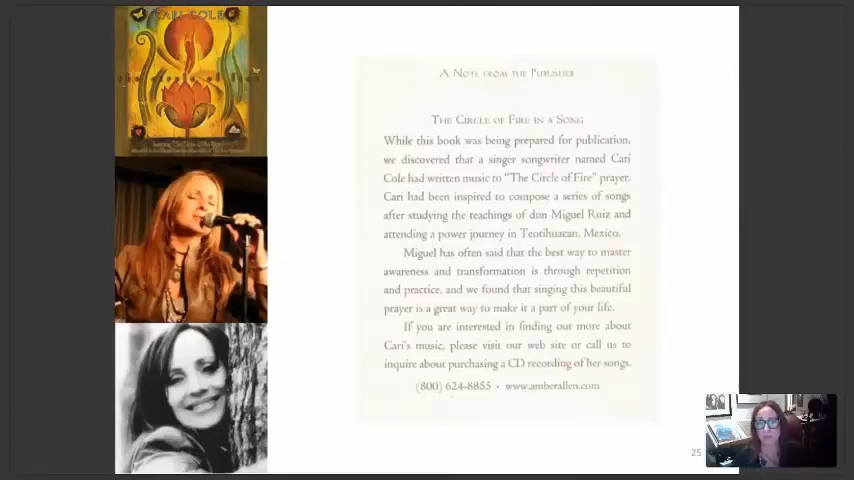 CARI COLE
the circle of fire
A NOTE FROM THE PUBLISHER
THE CIRCLE OF FIRE IN A SONG
While this book was being prepared for publication,
we discovered that a singer songwriter named Cari
Cole had written music to “The Circle of Fire” prayer.
Cari had been inspired to compose a series of songs
after studying the teachings of don Miguel Ruiz and
attending a power journey in Teotihuacan, Mexico.
Miguel has often said that the best way to master
awareness and transformation is through repetition
and practice, and we found that singing this beautiful
prayer is a great way to make it a part of your life.
If you are interested in finding out more about
Cari's music, please visit our web site or call us to
inquire about purchasing a CD recording of her songs.
(800) 624-8855 • www.amberallen.com
25